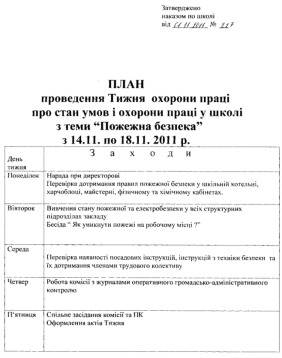 Затверджено
наказом по школі
від 01.11.2011 № 227
ПЛАН
проведення Тижня охорони праці
про стан умов і охорони праці у школі
з теми “Пожежна безпека”
з 14.11. по 18.11. 2011 р.
День тижня
Заходи
Понеділок
Нарада при директорові
Перевірка дотримання правил пожежної безпеки у шкільній котельні,
харчоблоці, майстерні, фізичному та хімічному кабінетах.
Вівторок
Вивчення стану пожежної та електробезпеки у всіх структурних
підрозділах закладу
Бесіда “ Як уникнути пожежі на робочому місці ?”
Середа
Перевірка наявності посадових інструкцій, інструкцій з техніки безпеки та
їх дотримання членами трудового колективу
Четвер
Робота комісії з журналами оперативного громадсько-адміністративного
контролю
П’ятниця
Спільне засідання комісії та ПК
Оформлення актів Тижня